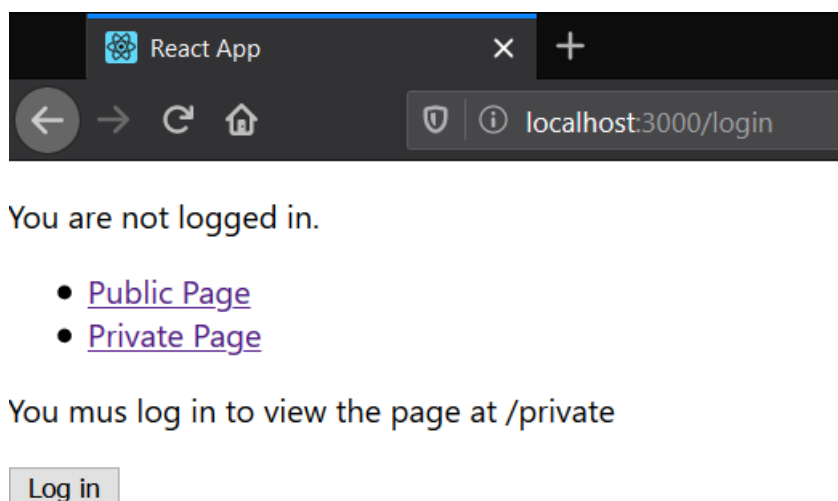 React App
localhost:3000/login
You are not logged in.
Public Page
Private Page
You mus log in to view the page at /private
Log in